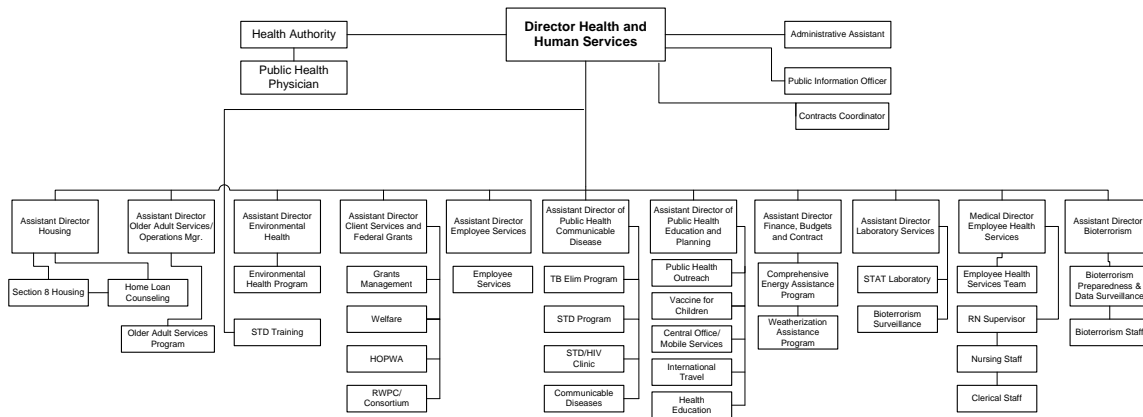 Director Health and
Human Services
Health Authority
Public Health
Physician
Administrative Assistant
Public Information Officer
Contracts Coordinator
Assistant Director
Housing
Assistant Director
Older Adult Services/
Operations Mgr.
Assistant Director
Environmental
Health
Assistant Director
Client Services and
Federal Grants
Assistant Director
Employee Services
Assistant Director of
Public Health
Communicable
Disease
Assistant Director of
Public Health
Education and
Planning
Assistant Director
Finance, Budgets
and Contract
Assistant Director
Laboratory Services
Medical Director
Employee Health
Services
Assistant Director
Bioterrorism
Section 8 Housing
Home Loan
Counseling
Older Adult Services
Program
Environmental
Health Program
STD Training
Grants
Management
Welfare
HOPWA
RWPC/
Consortium
Employee
Services
TB Elim Program
STD Program
STD/HIV
Clinic
Communicable
Diseases
Public Health
Outreach
Vaccine for
Children
Central Office/
Mobile Services
International
Travel
Health
Education
Comprehensive
Energy Assistance
Program
Weatherization
Assistance
Program
STAT Laboratory
Bioterrorism
Surveillance
Employee Health
Services Team
RN Supervisor
Nursing Staff
Clerical Staff
Bioterrorism
Preparedness &
Data Surveillance
Bioterrorism Staff